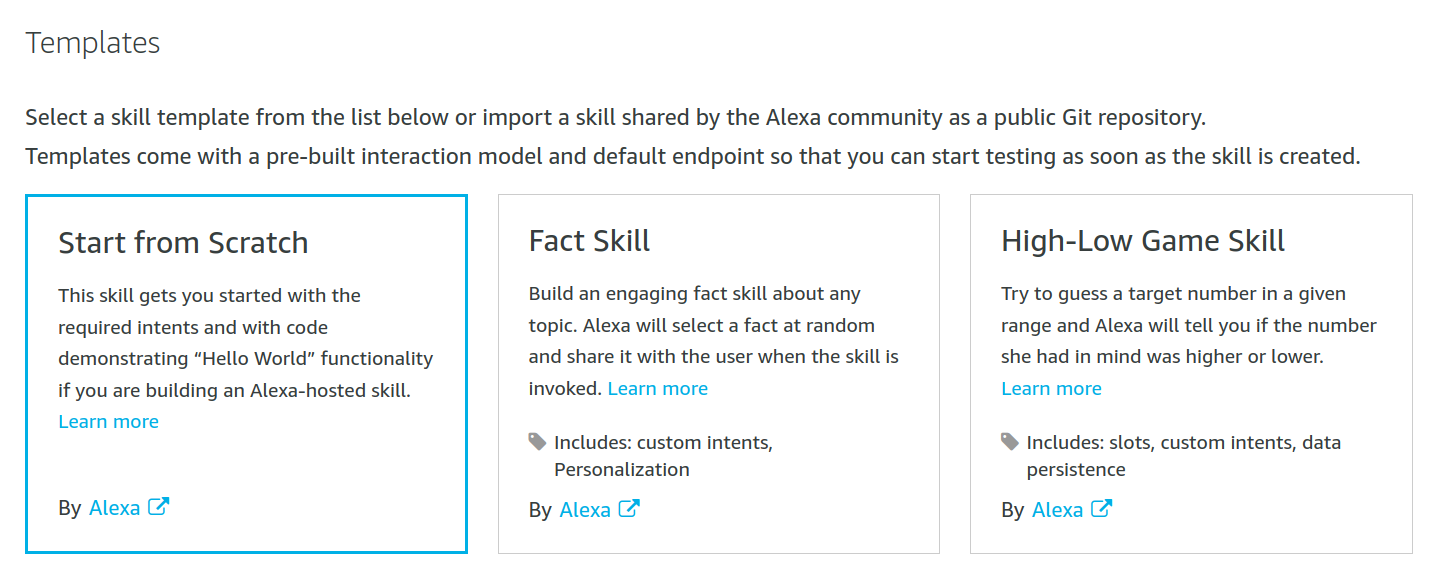 Templates
Select a skill template from the list below or import a skill shared by the Alexa community as a public Git repository.
Templates come with a pre-built interaction model and default endpoint so that you can start testing as soon as the skill is created.
Start from Scratch
This skill gets you started with the
required intents and with code
demonstrating “Hello World” functionality
if you are building an Alexa-hosted skill.
Learn more
By Alexa
Fact Skill
Build an engaging fact skill about any
topic. Alexa will select a fact at random
and share it with the user when the skill is
invoked. Learn more
Includes: custom intents,
Personalization
By Alexa
High-Low Game Skill
Try to guess a target number in a given
range and Alexa will tell you if the number
she had in mind was higher or lower.
Learn more
Includes: slots, custom intents, data
persistence
By Alexa